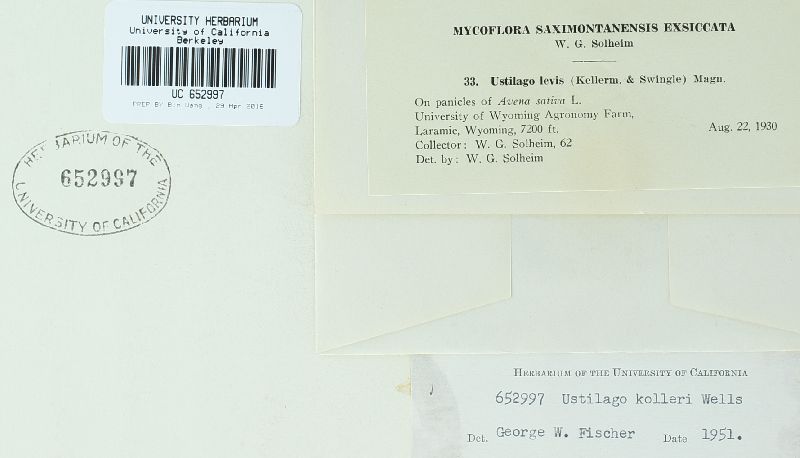 UNIVERSITY HERBARIUM
University of California
Berkeley
UC 652997
PREP BY Bin Wang , 29 Apr 2016
HERBARIUM OF THE
652997
UNIVERSITY OF CALIFORNIA
MYCOFLORA SAXIMONTANENSIS EXSICCATA
W. G. Solheim
33. Ustilago levis (Kellerm. & Swingle) Magn.
On panicles of Avena sativa L.
University of Wyoming Agronomy Farm,
Laramie, Wyoming, 7200 ft.
Aug. 22, 1930
Collector: W. G. Solheim, 62
Det. by: W. G. Solheim
HERBARIUM OF THE UNIVERSITY OF CALIFORNIA
652997 Ustilago kolleri Wells
Det. George W. Fischer Date 1951.